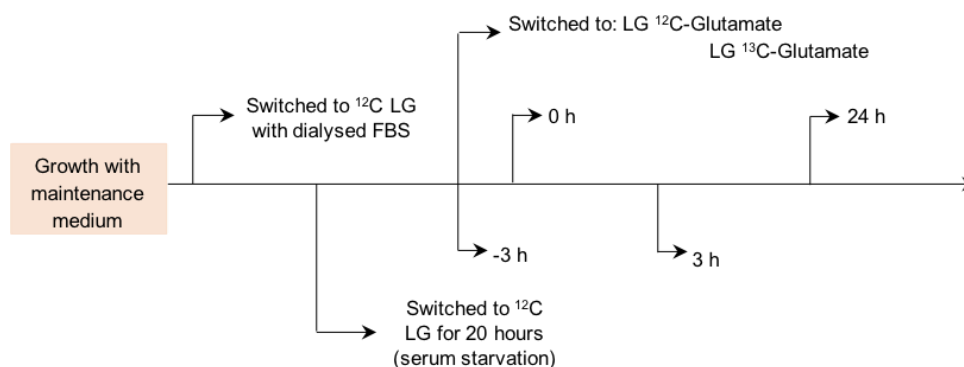 Switched to: LG ¹²C-Glutamate
LG ¹³C-Glutamate
Switched to ¹²C LG
with dialysed FBS
0 h
24 h
Growth with
maintenance
medium
-3 h
3 h
Switched to ¹²C
LG for 20 hours
(serum starvation)